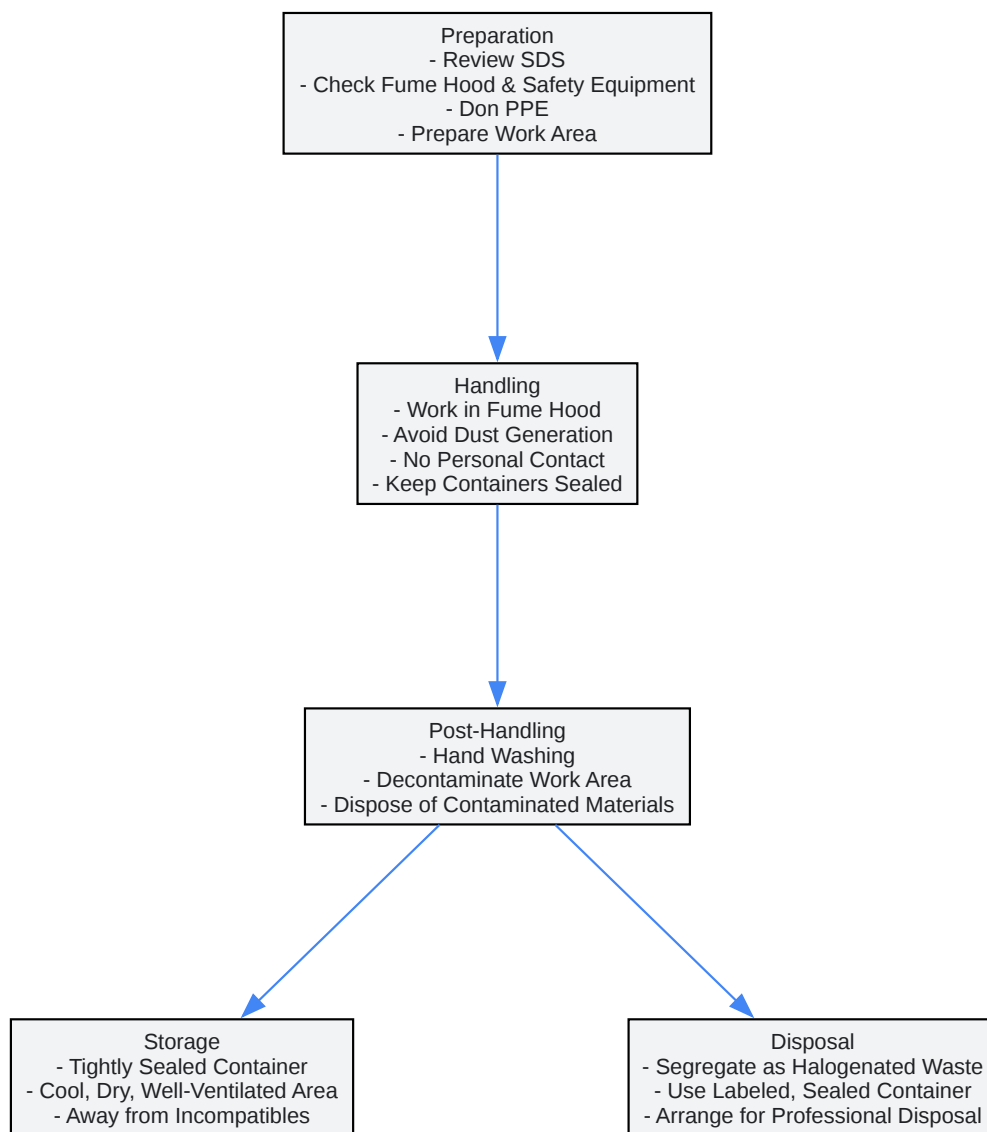 Preparation
- Review SDS
- Check Fume Hood & Safety Equipment
- Don PPE
- Prepare Work Area
Handling
- Work in Fume Hood
- Avoid Dust Generation
- No Personal Contact
- Keep Containers Sealed
Post-Handling
- Hand Washing
- Decontaminate Work Area
- Dispose of Contaminated Materials
Storage
- Tightly Sealed Container
- Cool, Dry, Well-Ventilated Area
- Away from Incompatibles
Disposal
- Segregate as Halogenated Waste
- Use Labeled, Sealed Container
- Arrange for Professional Disposal